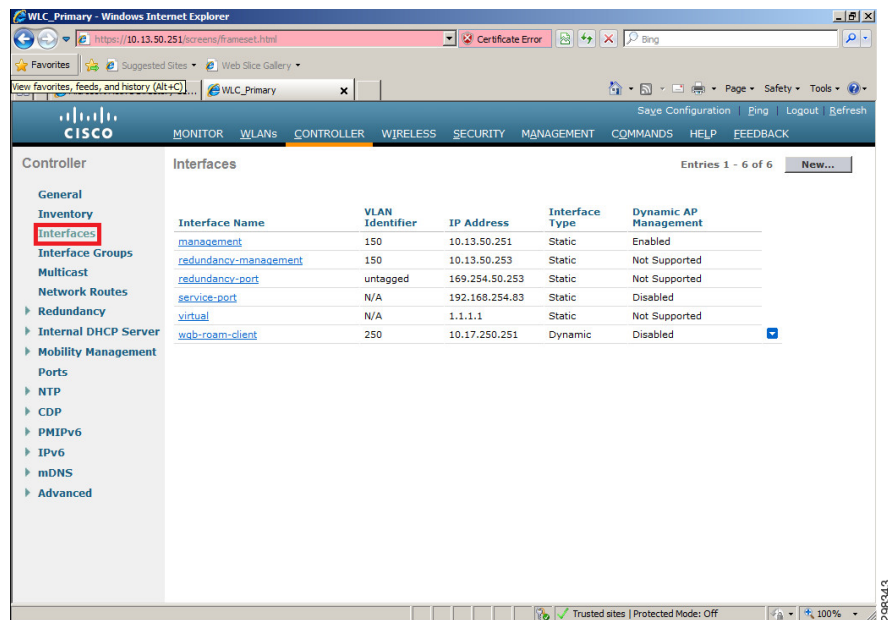 WLC_Primary - Windows Internet Explorer
https://10.13.50.251/screens/frameset.html
Certificate Error
Bing
Favorites
Suggested Sites
Web Slice Gallery
View favorites, feeds, and history (Alt+C)
WLC_Primary
Page
Safety
Tools
Save Configuration | Ping | Logout | Refresh
CISCO
MONITOR WLANs CONTROLLER WIRELESS SECURITY MANAGEMENT COMMANDS HELP FEEDBACK
Controller
General
Inventory
Interfaces
Interface Groups
Multicast
Network Routes
Redundancy
Internal DHCP Server
Mobility Management
Ports
NTP
CDP
PMIPv6
IPv6
mDNS
Advanced
Interfaces
Entries 1 - 6 of 6
New...
Interface Name VLAN Identifier IP Address Interface Type Dynamic AP Management
management 150 10.13.50.251 Static Enabled
redundancy-management 150 10.13.50.253 Static Not Supported
redundancy-port untagged 169.254.50.253 Static Not Supported
service-port N/A 192.168.254.83 Static Disabled
virtual N/A 1.1.1.1 Static Not Supported
wgb-roam-client 250 10.17.250.251 Dynamic Disabled
Trusted sites | Protected Mode: Off
100%
298343